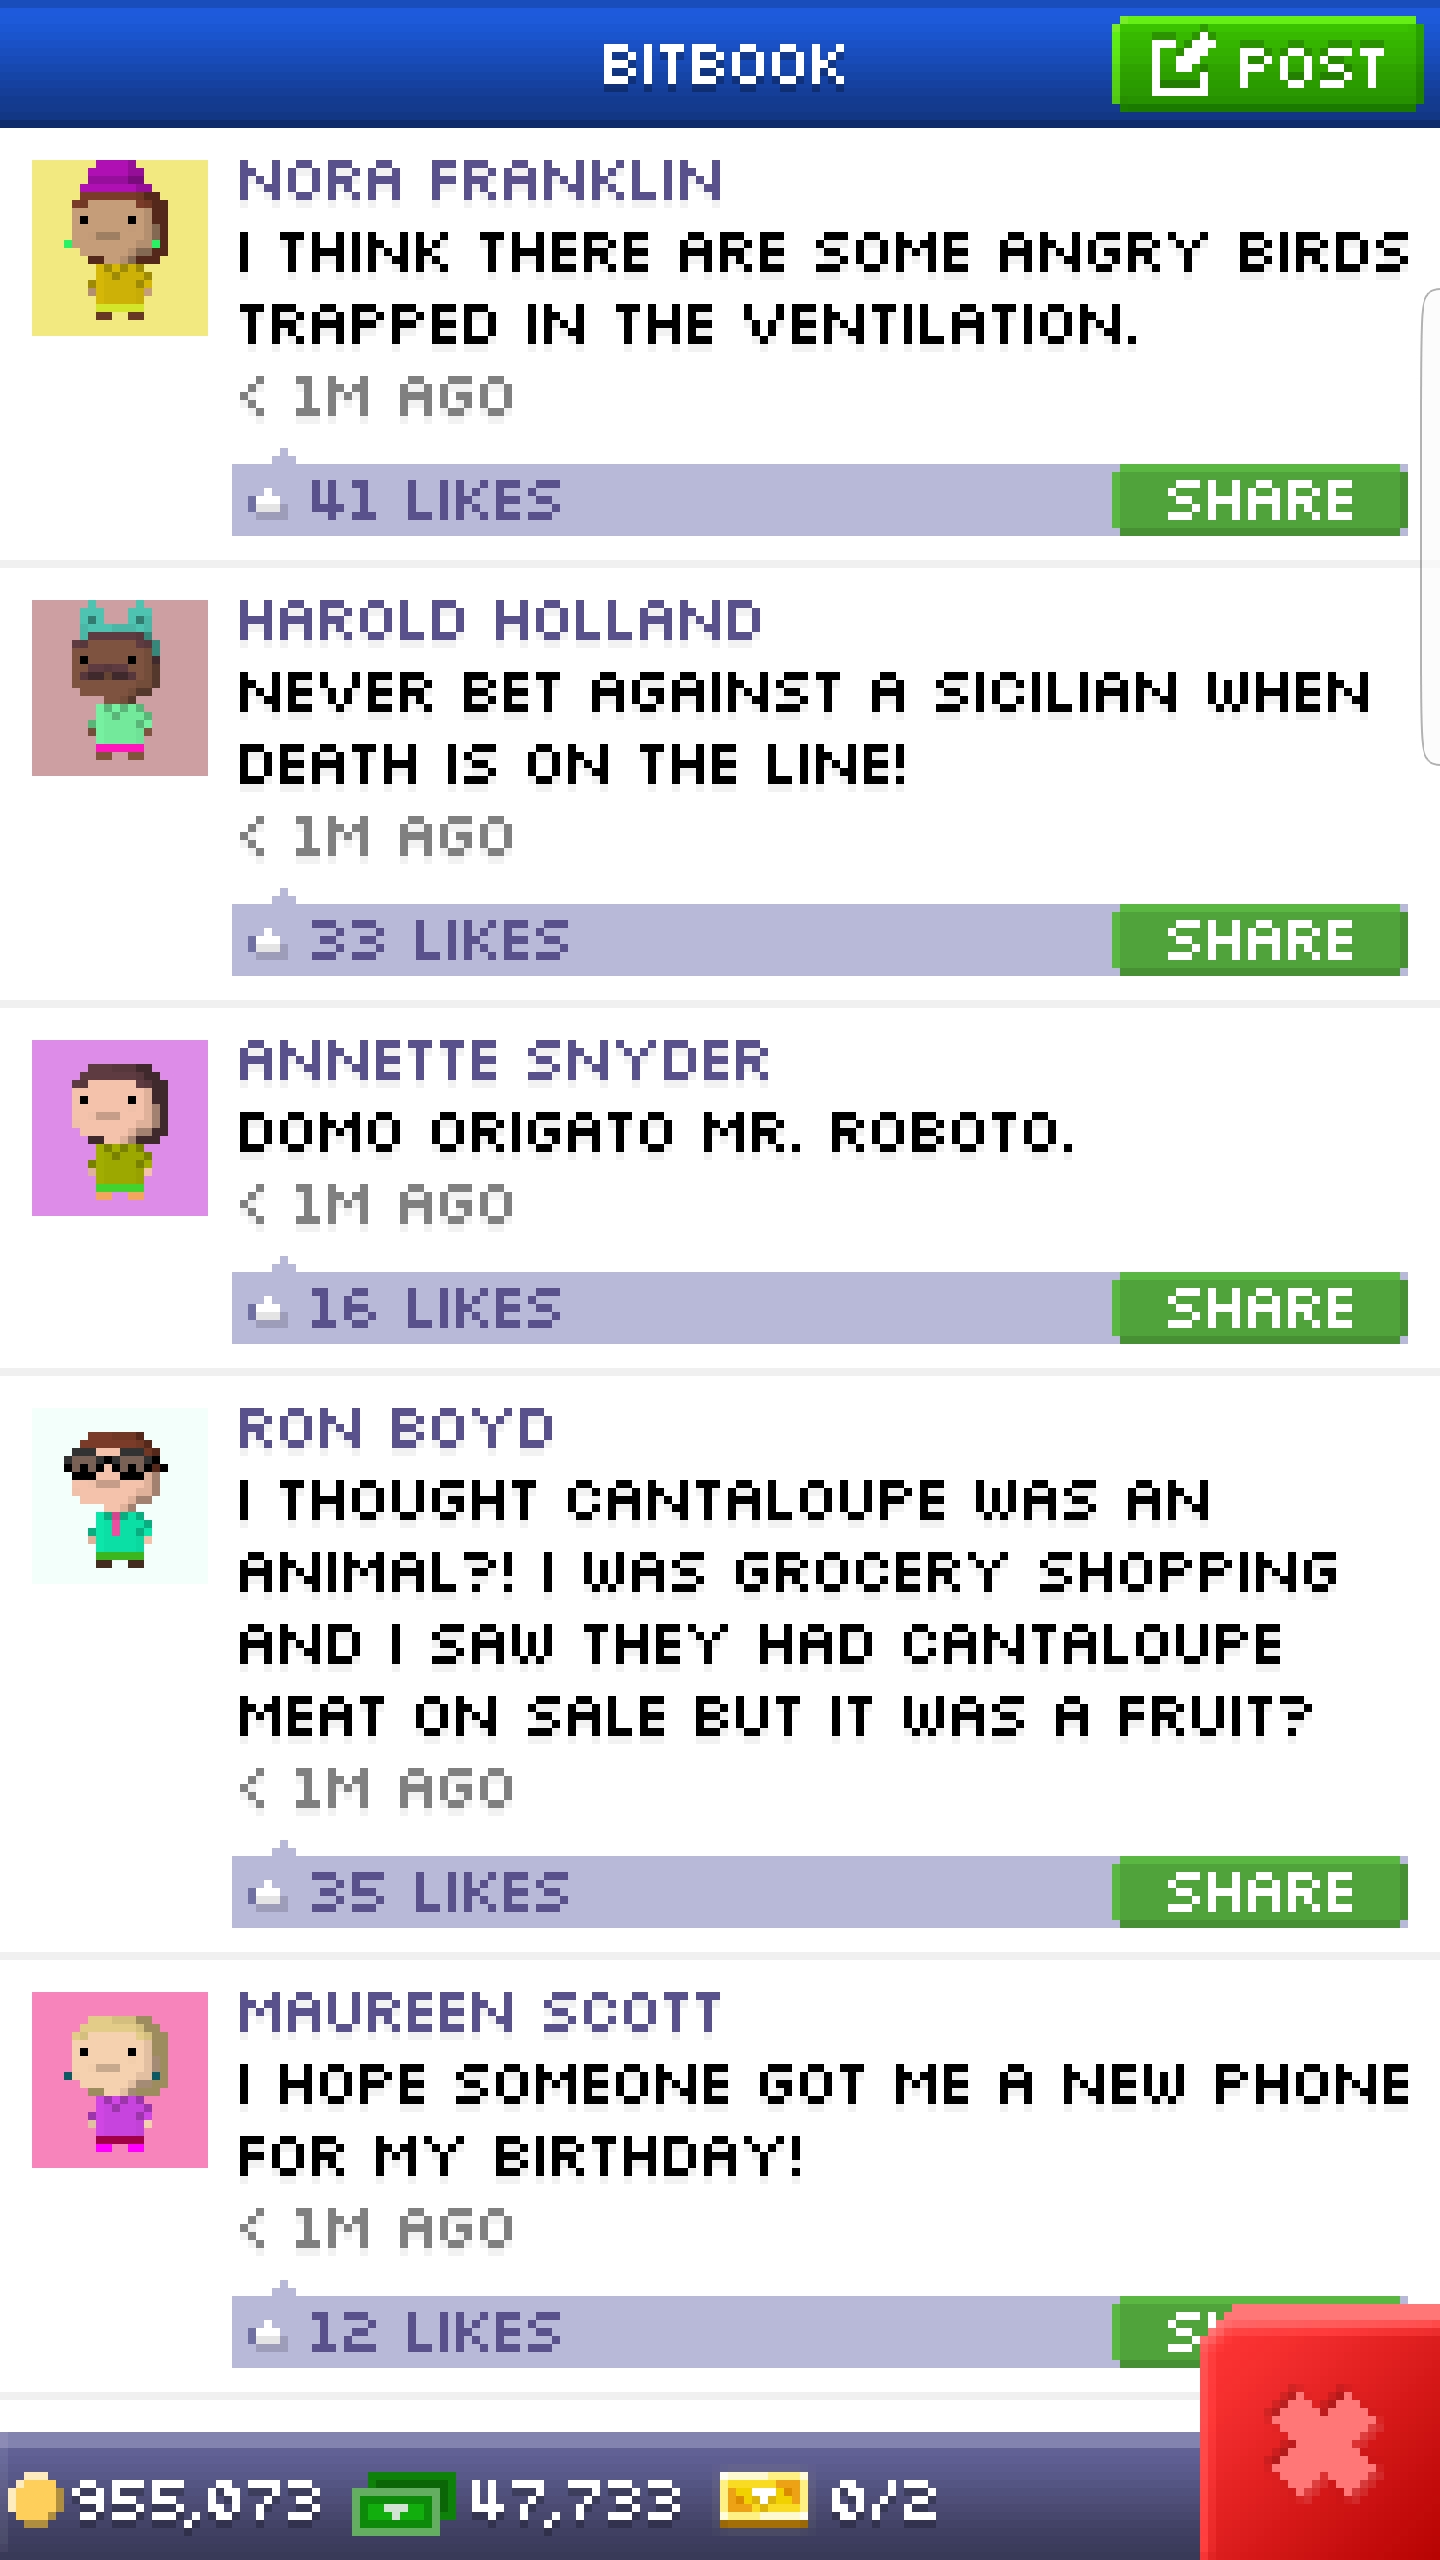 BITBOOK
POST
NORA FRANKLIN
I THINK THERE ARE SOME ANGRY BIRDS
TRAPPED IN THE VENTILATION.
< 1M AGO
41 LIKES
SHARE
HAROLD HOLLAND
NEVER BET AGAINST A SICILIAN WHEN
DEATH IS ON THE LINE!
< 1M AGO
33 LIKES
SHARE
ANNETTE SNYDER
DOMO ORIGATO MR. ROBOTO.
< 1M AGO
16 LIKES
SHARE
RON BOYD
I THOUGHT CANTALOUPE WAS AN
ANIMAL?! I WAS GROCERY SHOPPING
AND I SAW THEY HAD CANTALOUPE
MEAT ON SALE BUT IT WAS A FRUIT?
< 1M AGO
35 LIKES
SHARE
MAUREEN SCOTT
I HOPE SOMEONE GOT ME A NEW PHONE
FOR MY BIRTHDAY!
< 1M AGO
12 LIKES
955,073
47,733
0/2